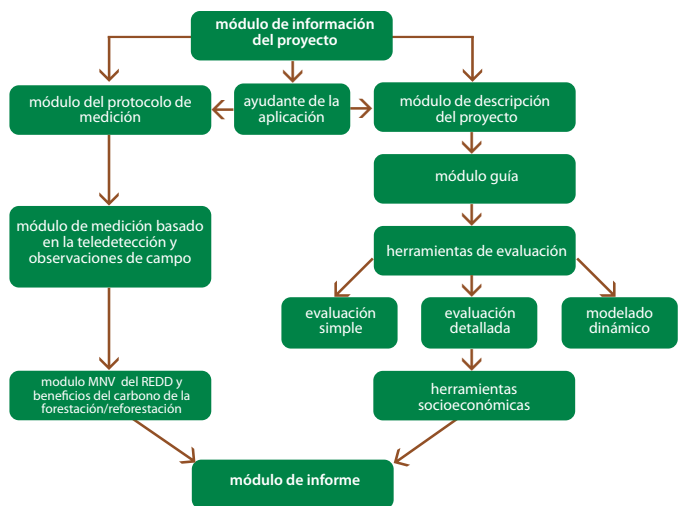 módulo de información
del proyecto
módulo del protocolo de
medición
ayudante de la
aplicación
módulo de descripción
del proyecto
módulo guía
módulo de medición basado
en la teledetección y
observaciones de campo
herramientas de evaluación
evaluación
simple
evaluación
detallada
modelado
dinámico
modulo MNV del REDD y
beneficios del carbono de la
forestación/reforestación
herramientas
socioeconómicas
módulo de informe